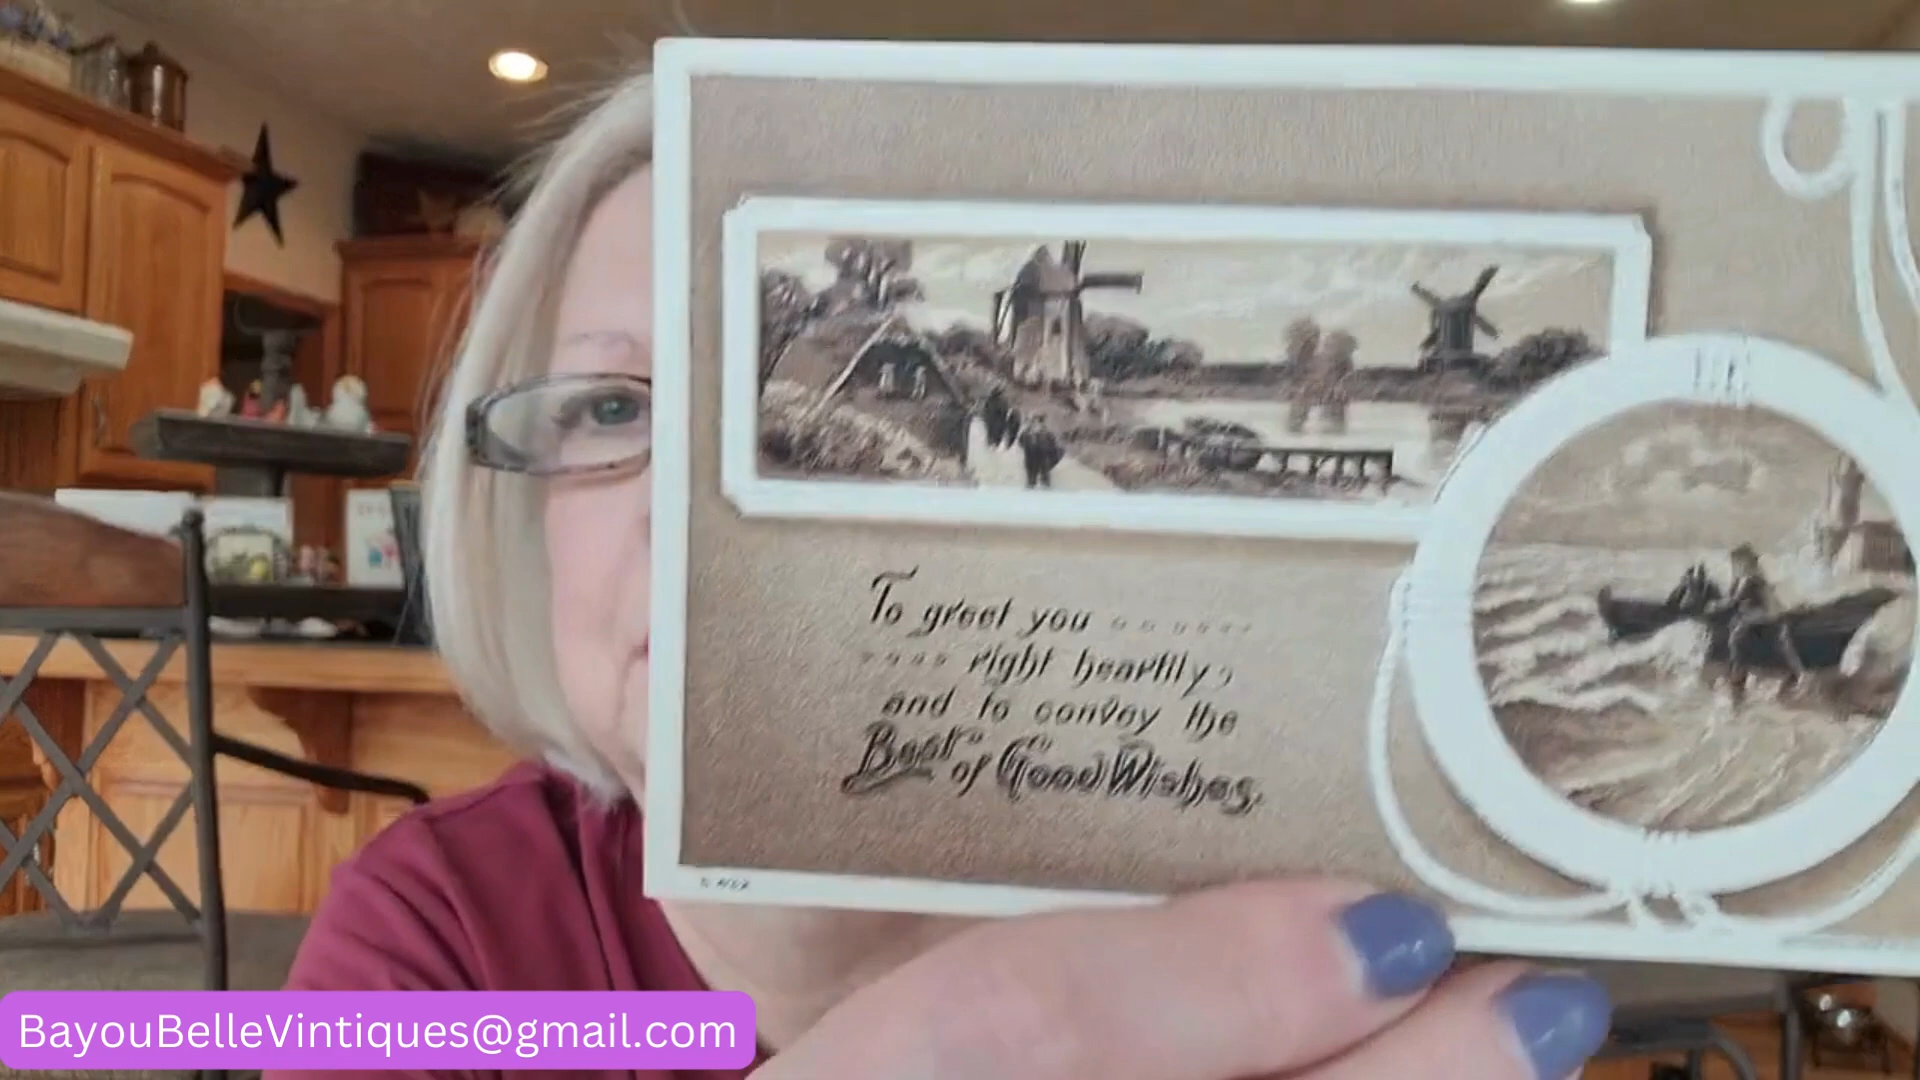 To greet you
right heartily,
and to convey the
Best of Good Wishes.
BayouBelleVintiques@gmail.com